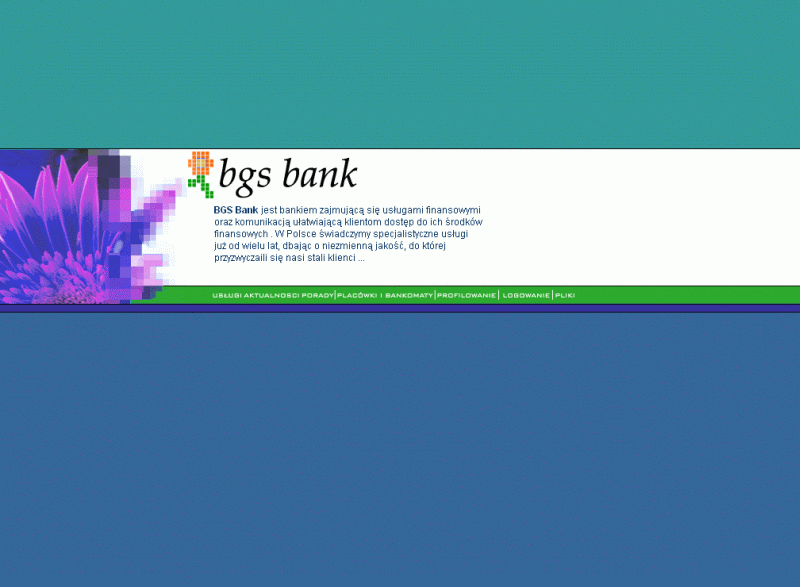 bgs bank
BGS Bank jest bankiem zajmującą się usługami finansowymi
oraz komunikacją ułatwiającą klientom dostęp do ich środków
finansowych . W Polsce świadczymy specjalistyczne usługi
już od wielu lat, dbając o niezmienną jakość, do której
przyzwyczaili się nasi stali klienci ...
USŁUGI AKTUALNOSCI PORADY|PLACÓWKI I BANKOMATY|PROFILOWANIE| LOGOWANIE|PLIKI